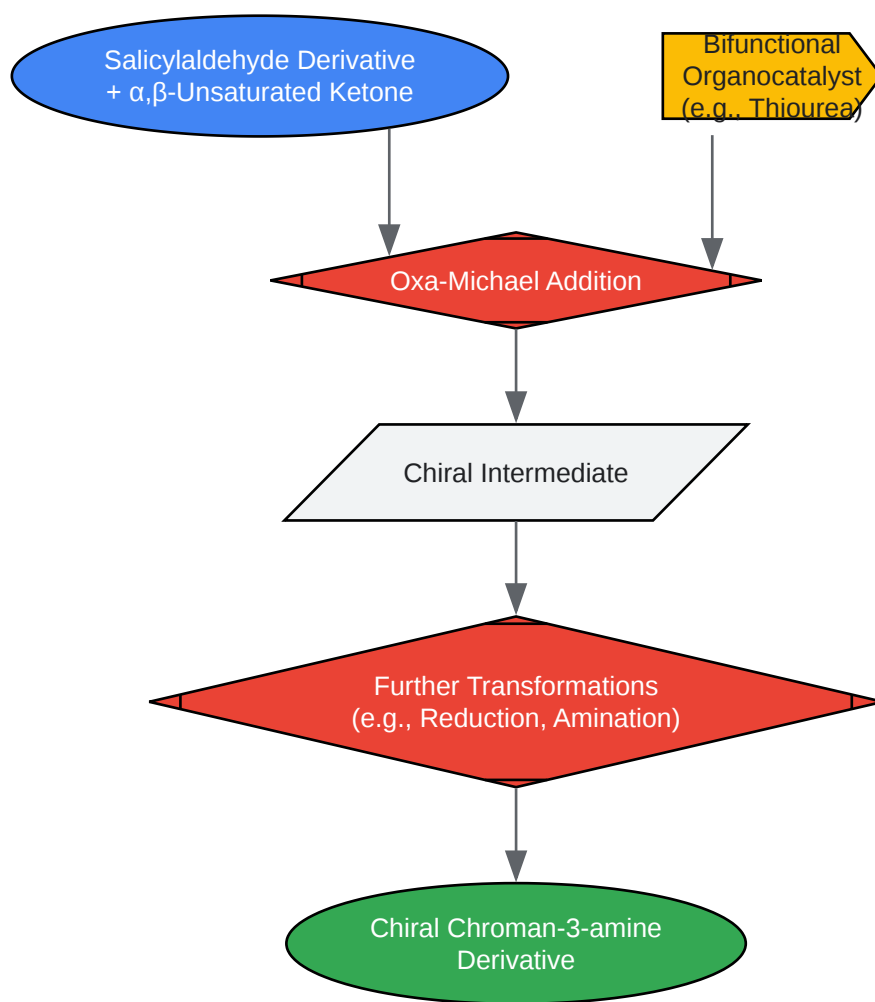 Salicylaldehyde Derivative
+ α,β-Unsaturated Ketone
Bifunctional
Organocatalyst
(e.g., Thiourea)
Oxa-Michael Addition
Chiral Intermediate
Further Transformations
(e.g., Reduction, Amination)
Chiral Chroman-3-amine
Derivative